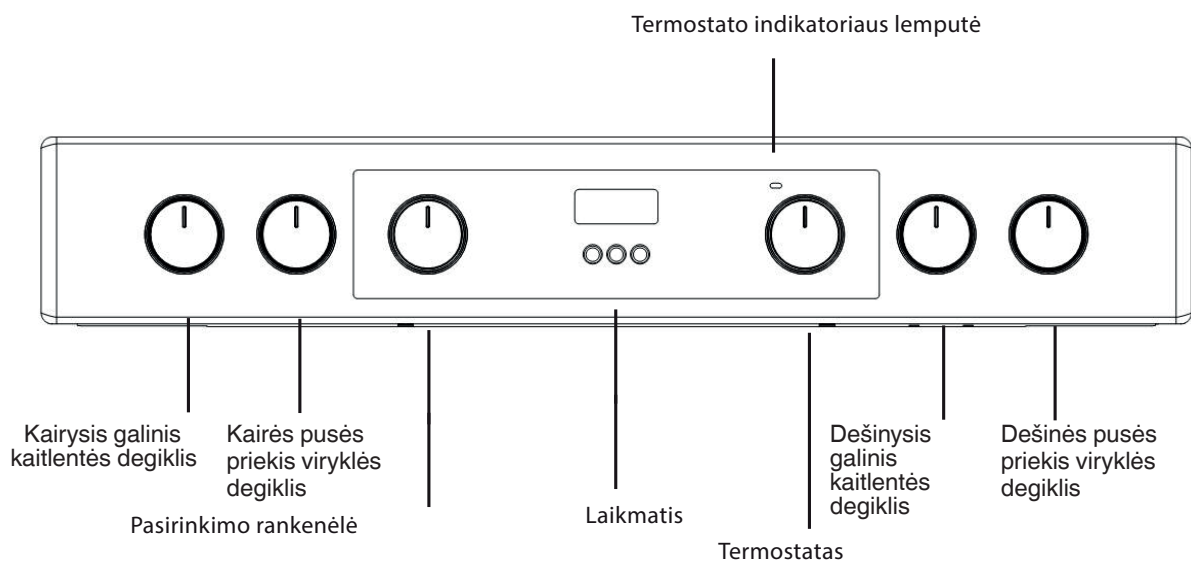 Termostato indikatoriaus lemputė
Kairysis galinis
kaitlentės degiklis
Kairės pusės
priekis viryklės
degiklis
Pasirinkimo rankenėlė
Laikmatis
Termostatas
Dešinysis
galinis
kaitlentės
degiklis
Dešinės pusės
priekis viryklės
degiklis